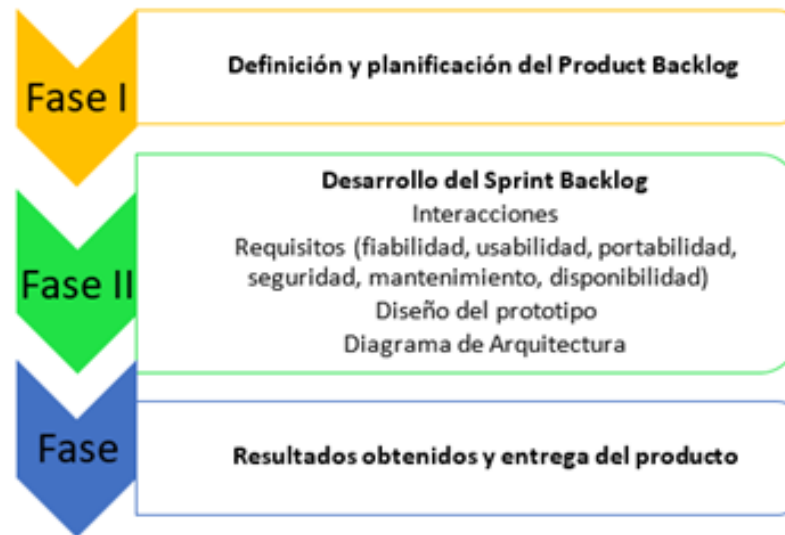 Fase I
Definición y planificación del Product Backlog
Fase II
Desarrollo del Sprint Backlog
Interacciones
Requisitos (fiabilidad, usabilidad, portabilidad,
seguridad, mantenimiento, disponibilidad)
Diseño del prototipo
Diagrama de Arquitectura
Fase
Resultados obtenidos y entrega del producto